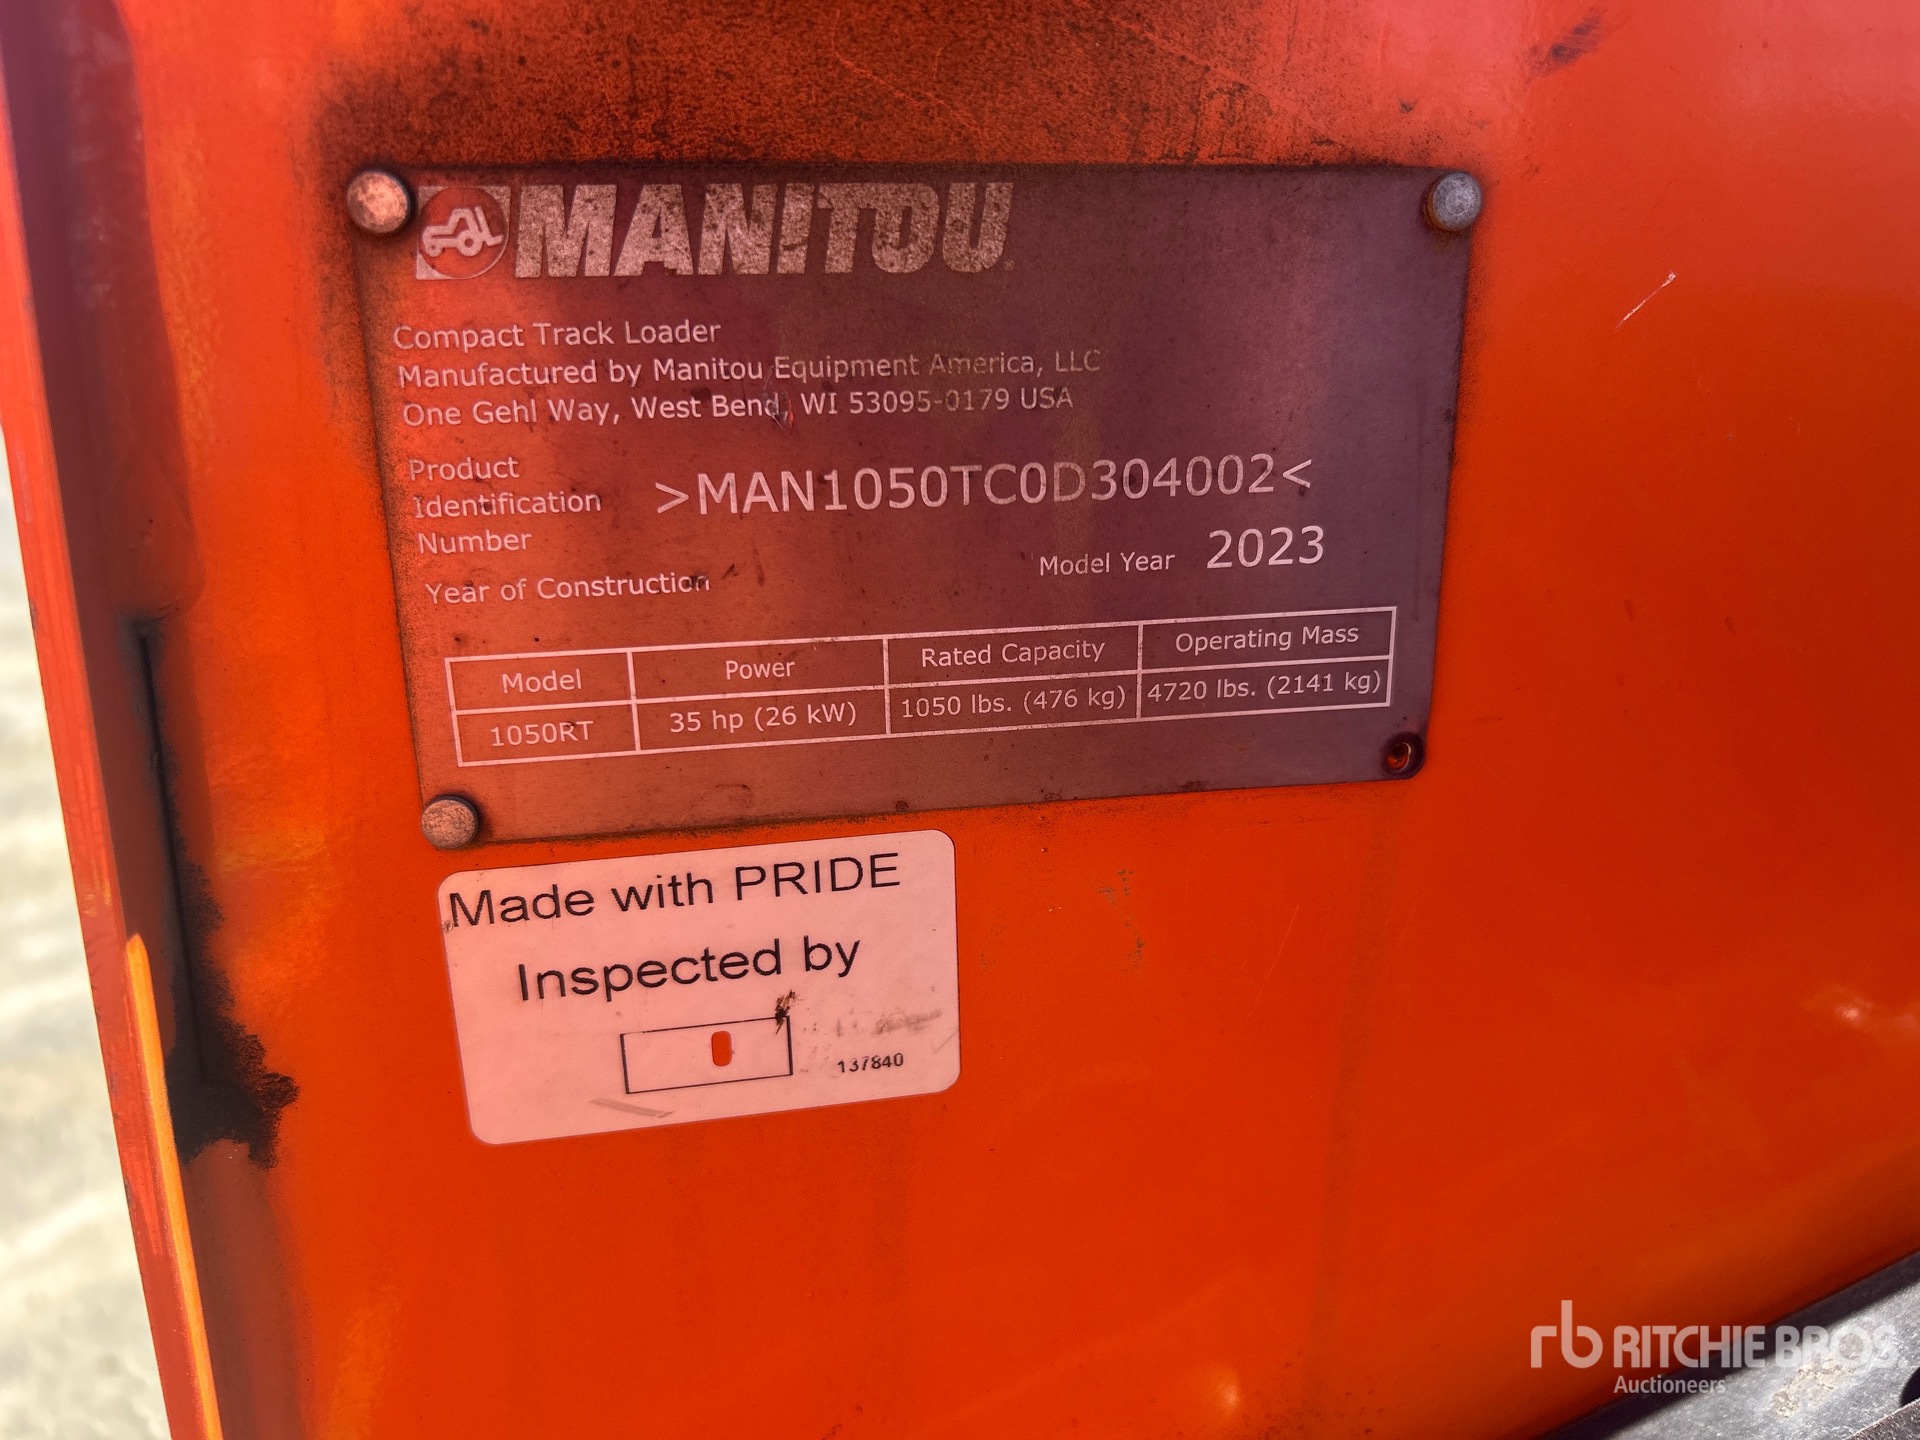 MANITOU
Compact Track Loader
Manufactured by Manitou Equipment America, LLC
One Gehl Way, West Bend, WI 53095-0179 USA
Product
Identification
Number
>MAN1050TC0D304002<
Year of Construction
Model Year 2023
Model Power Rated Capacity Operating Mass
1050RT 35 hp (26 kW) 1050 lbs. (476 kg) 4720 lbs. (2141 kg)
Made with PRIDE
Inspected by
137840
rb RITCHIE BROS.
Auctioneers